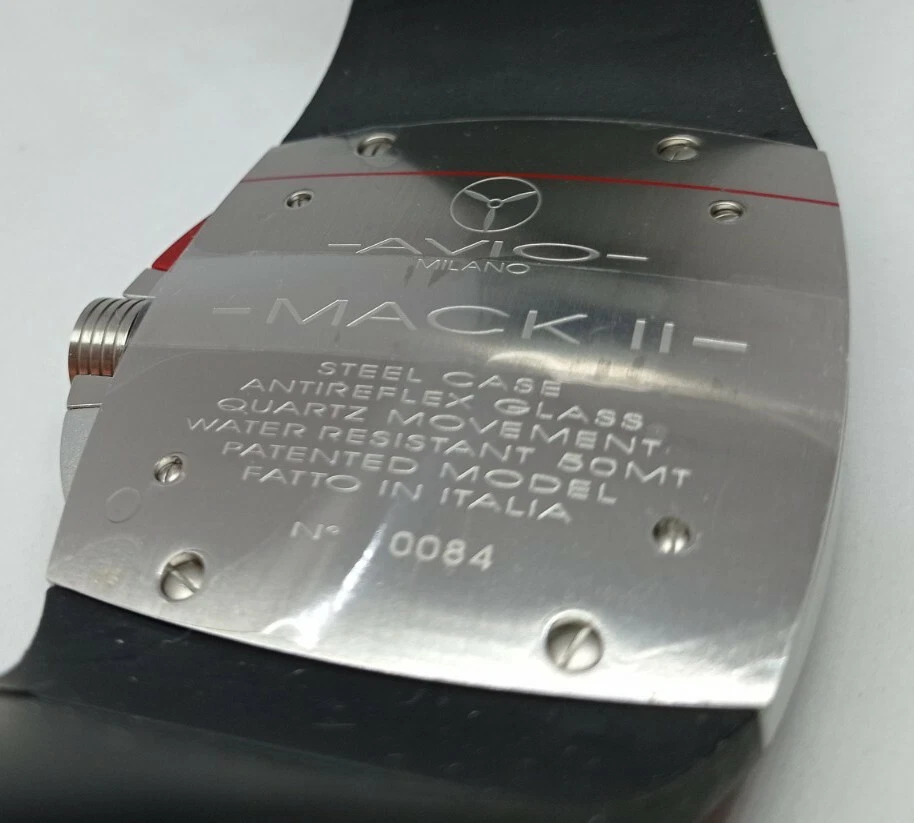 -AVIO-
MILANO
-MACK II-
STEEL CASE
ANTIREFLEX GLASS
QUARTZ MOVEMENT
WATER RESISTANT 50MT
PATENTED MODEL
FATTO IN ITALIA
N° 0084